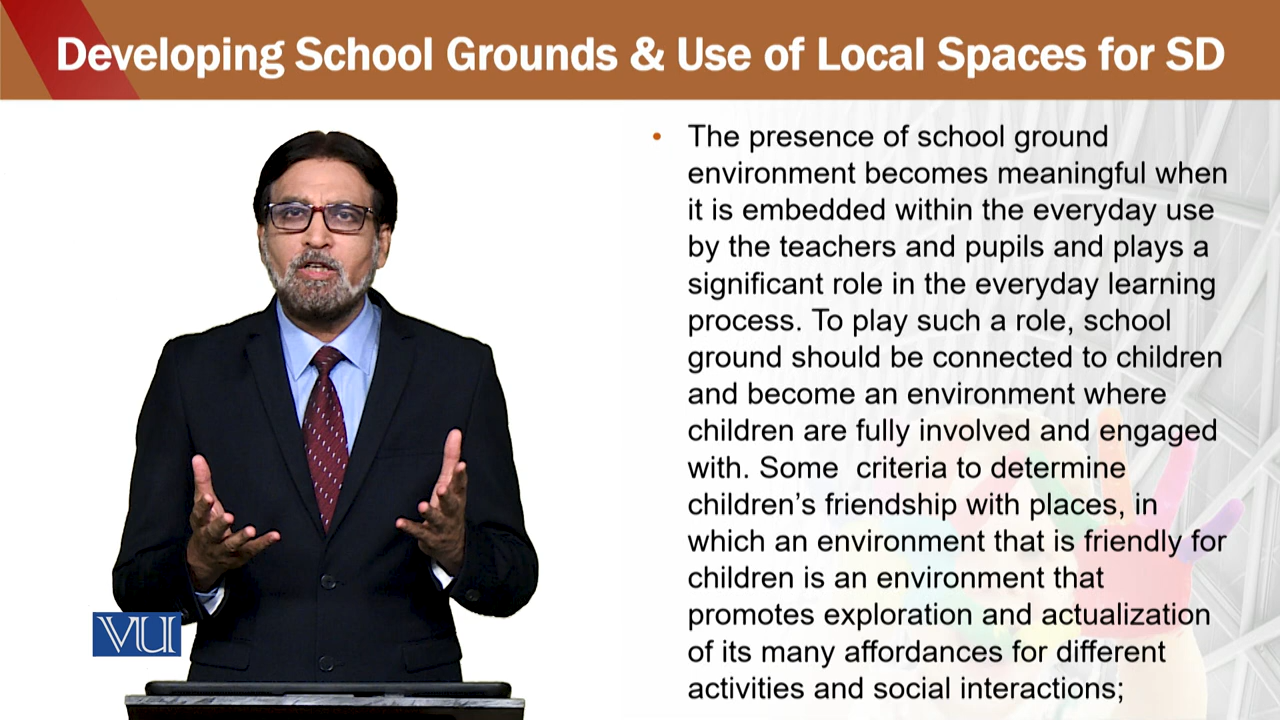 Developing School Grounds & Use of Local Spaces for SD
• The presence of school ground
environment becomes meaningful when
it is embedded within the everyday use
by the teachers and pupils and plays a
significant role in the everyday learning
process. To play such a role, school
ground should be connected to children
and become an environment where
children are fully involved and engaged
with. Some  criteria to determine
children’s friendship with places, in
which an environment that is friendly for
children is an environment that
promotes exploration and actualization
of its many affordances for different
activities and social interactions;
VU